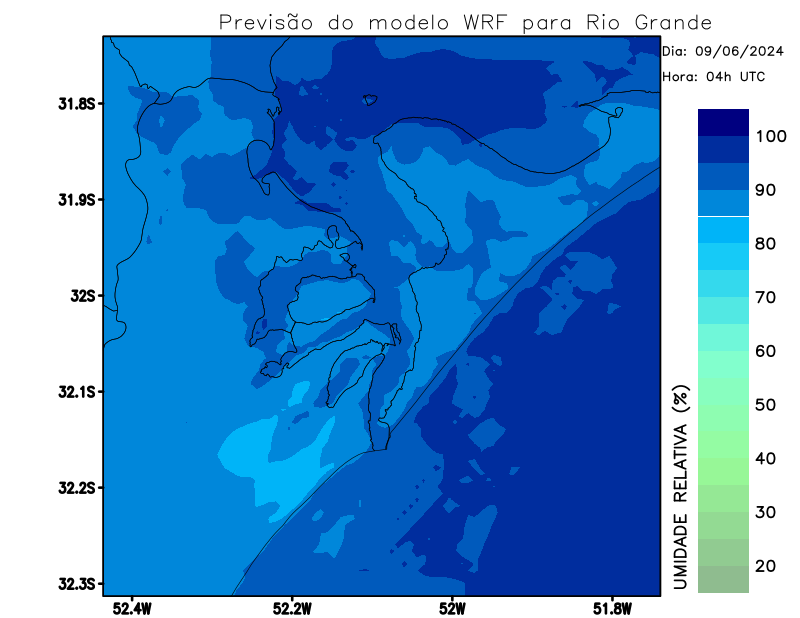 Previsão do modelo WRF para Rio Grande
Dia: 09/06/2024
Hora: 04h UTC
31.8S
31.9S
32S
32.1S
32.2S
32.3S
52.4W
52.2W
52W
51.8W
100
90
80
70
60
50
40
30
20
UMIDADE RELATIVA (%)